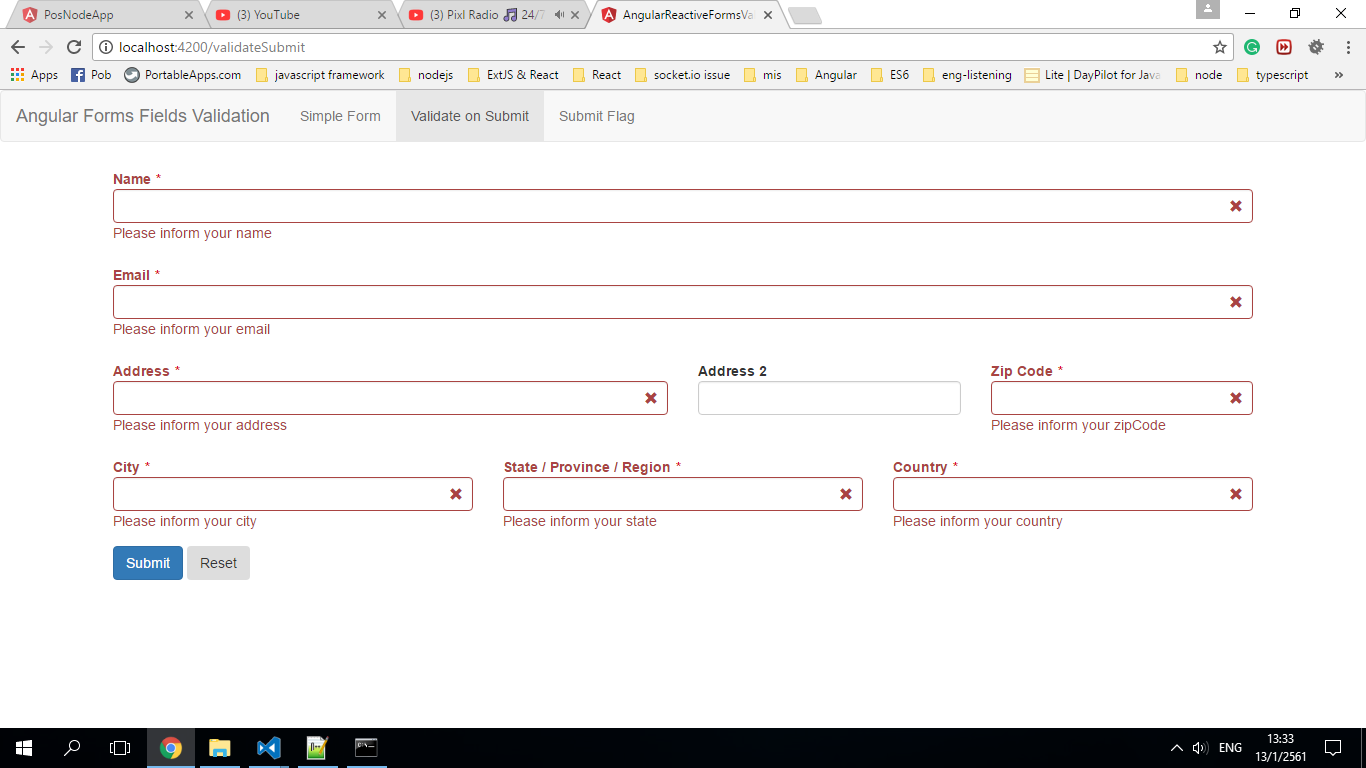 PosNodeApp
(3) YouTube
(3) Pixl Radio 🎵 24/7
AngularReactiveFormsVa
localhost:4200/validateSubmit
Apps
Pob
PortableApps.com
javascript framework
nodejs
ExtJS & React
React
socket.io issue
mis
Angular
ES6
eng-listening
Lite | DayPilot for Java
node
typescript
»
Angular Forms Fields Validation
Simple Form
Validate on Submit
Submit Flag
Name *
Please inform your name
Email *
Please inform your email
Address *
Address 2
Zip Code *
Please inform your address
Please inform your zipCode
City *
State / Province / Region *
Country *
Please inform your city
Please inform your state
Please inform your country
Submit
Reset
ENG
13:33
13/1/2561